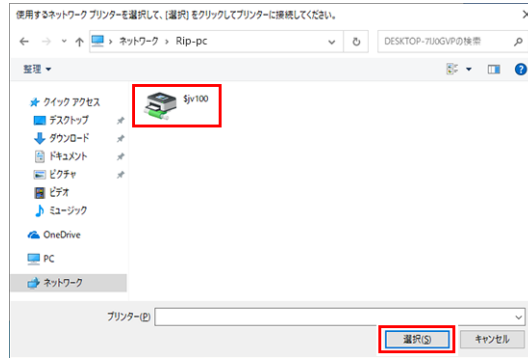 使用するネットワーク プリンターを選択して、[選択] をクリックしてプリンターに接続してください。
ネットワーク › Rip-pc
DESKTOP-7IJ0GVPの検索
整理
クイック アクセス
$jv100
デスクトップ
ダウンロード
ドキュメント
ピクチャ
ビデオ
ミュージック
OneDrive
PC
ネットワーク
プリンター(P)
選択(S)
キャンセル